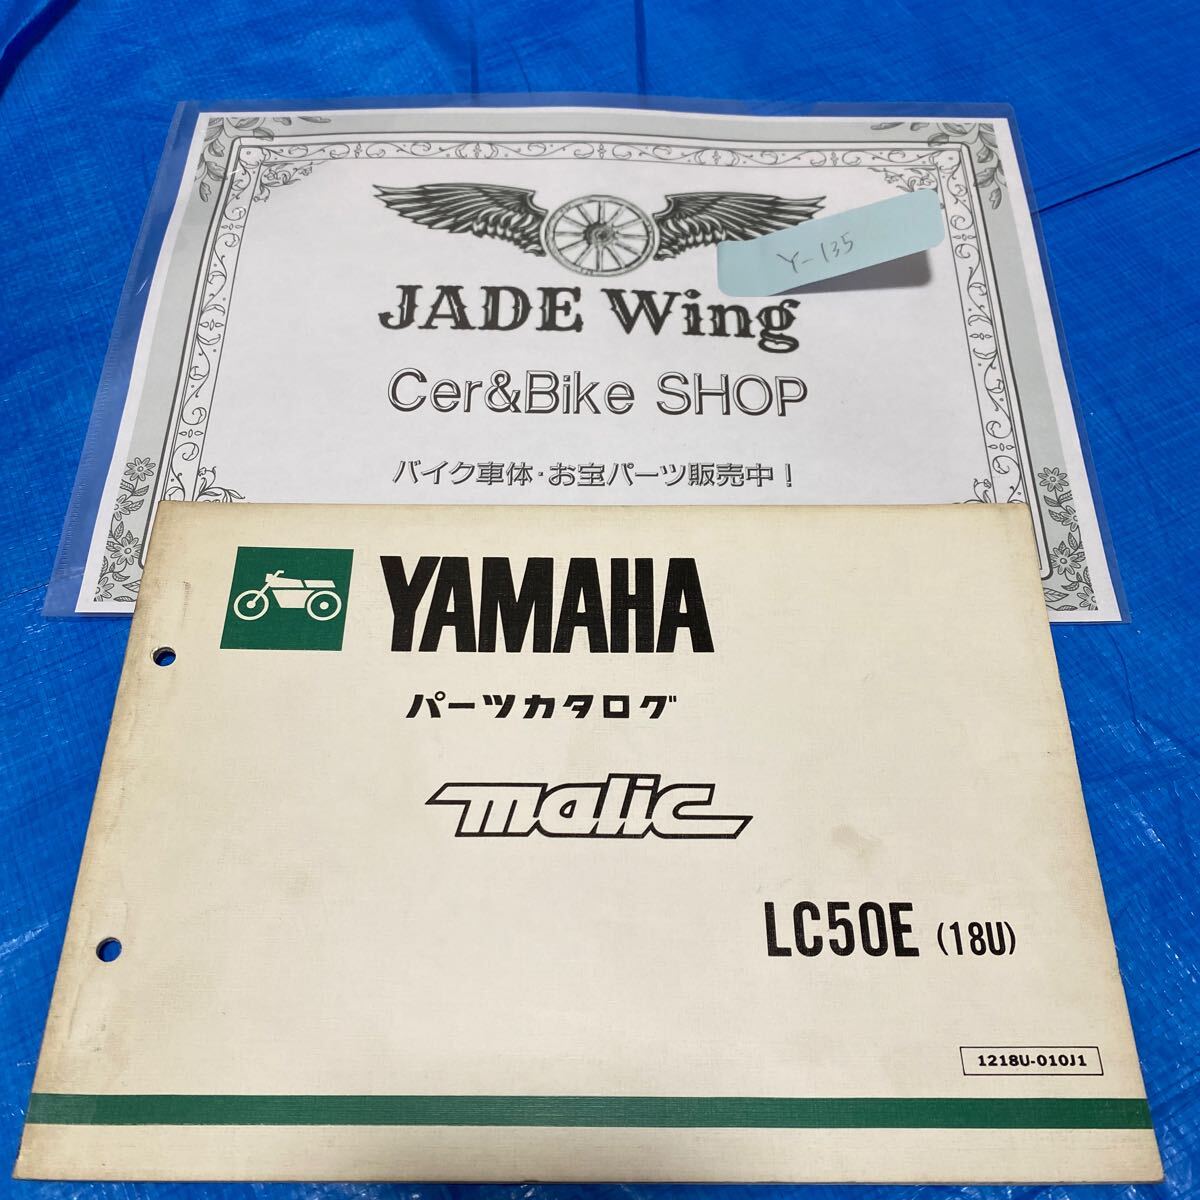 Y-135
JADE Wing
Cer&Bike SHOP
バイク車体・お宝パーツ販売中！
YAMAHA
パーツカタログ
malic
LC50E (18U)
1218U-010J1